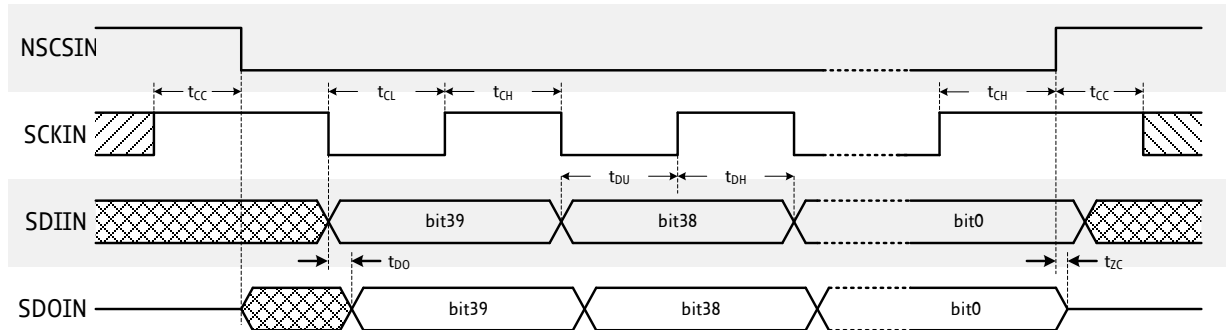 NSCSIN
tCC
tCL
tCH
tCH
tCC
SCKIN
tDU
tDH
SDIIN
bit39
bit38
bit0
tDO
tZC
SDOIN
bit39
bit38
bit0